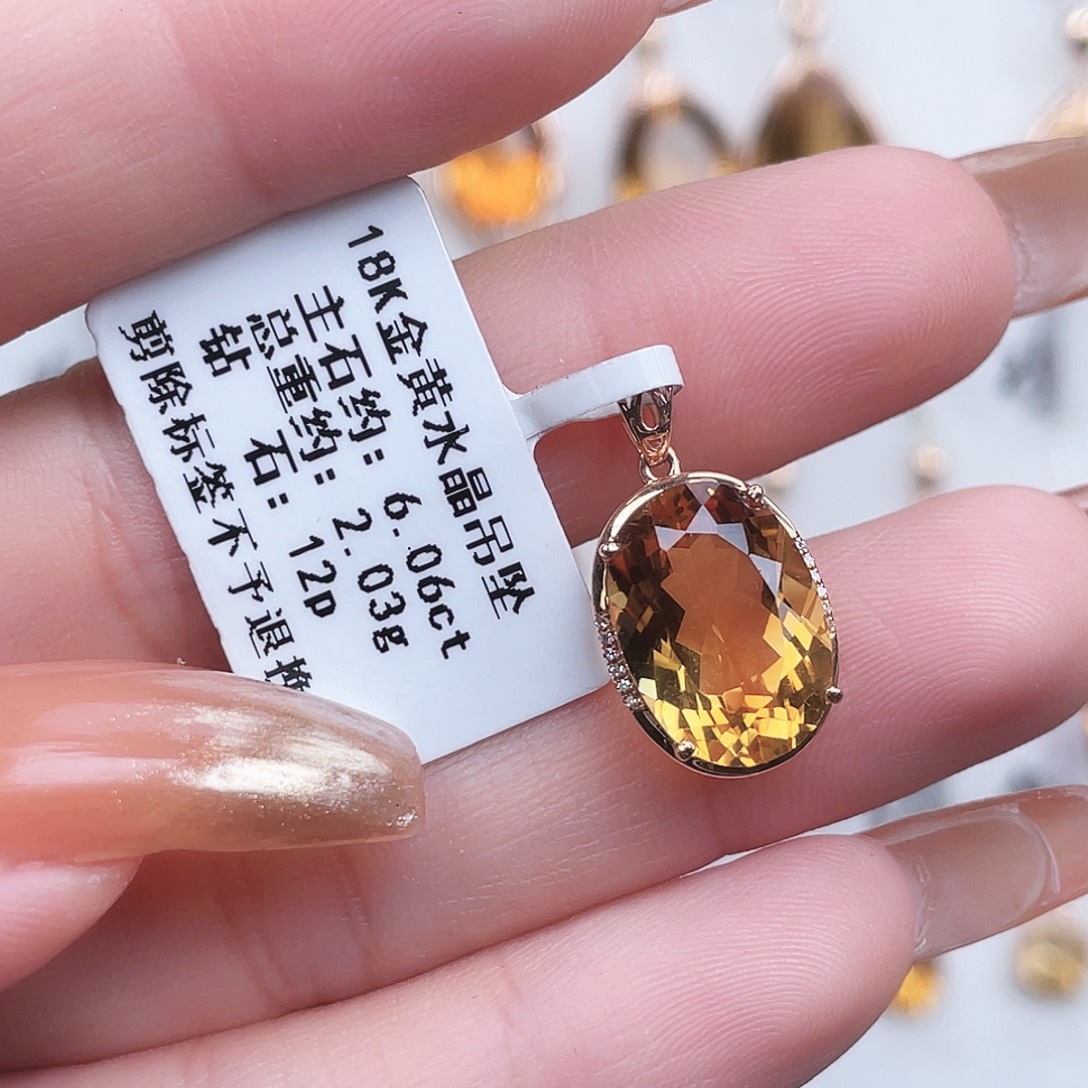 18K金黄水晶吊坠
主石约: 6.06ct
总重约: 2.03g
钻 石: 12p
剪除标签不予退换